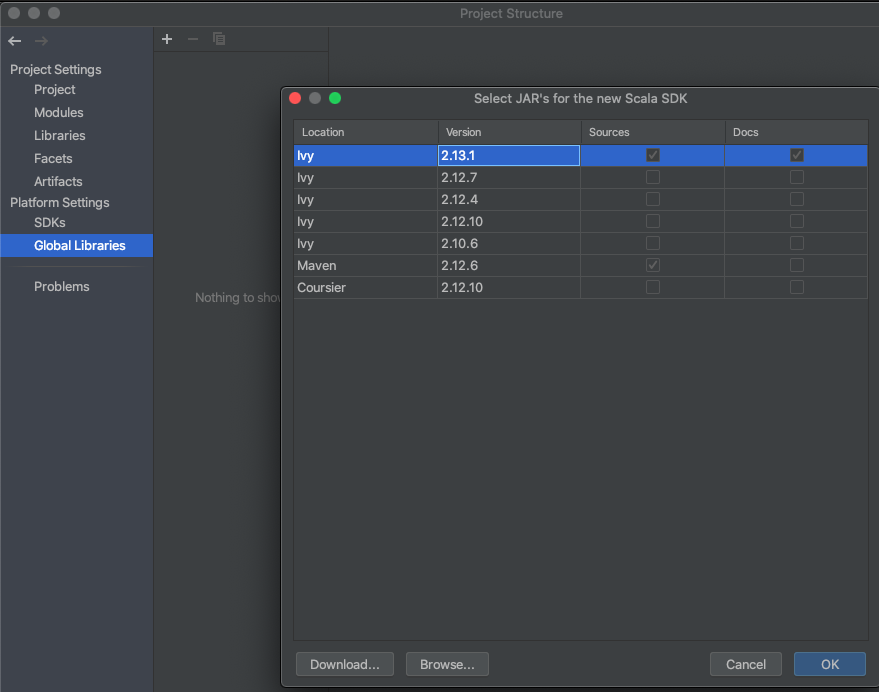 Project Structure
Project Settings
Project
Modules
Libraries
Facets
Artifacts
Platform Settings
SDKs
Global Libraries
Problems
Nothing to show
Select JAR's for the new Scala SDK
Location Version Sources Docs
Ivy 2.13.1
Ivy 2.12.7
Ivy 2.12.4
Ivy 2.12.10
Ivy 2.10.6
Maven 2.12.6
Coursier 2.12.10
Download... Browse... Cancel OK